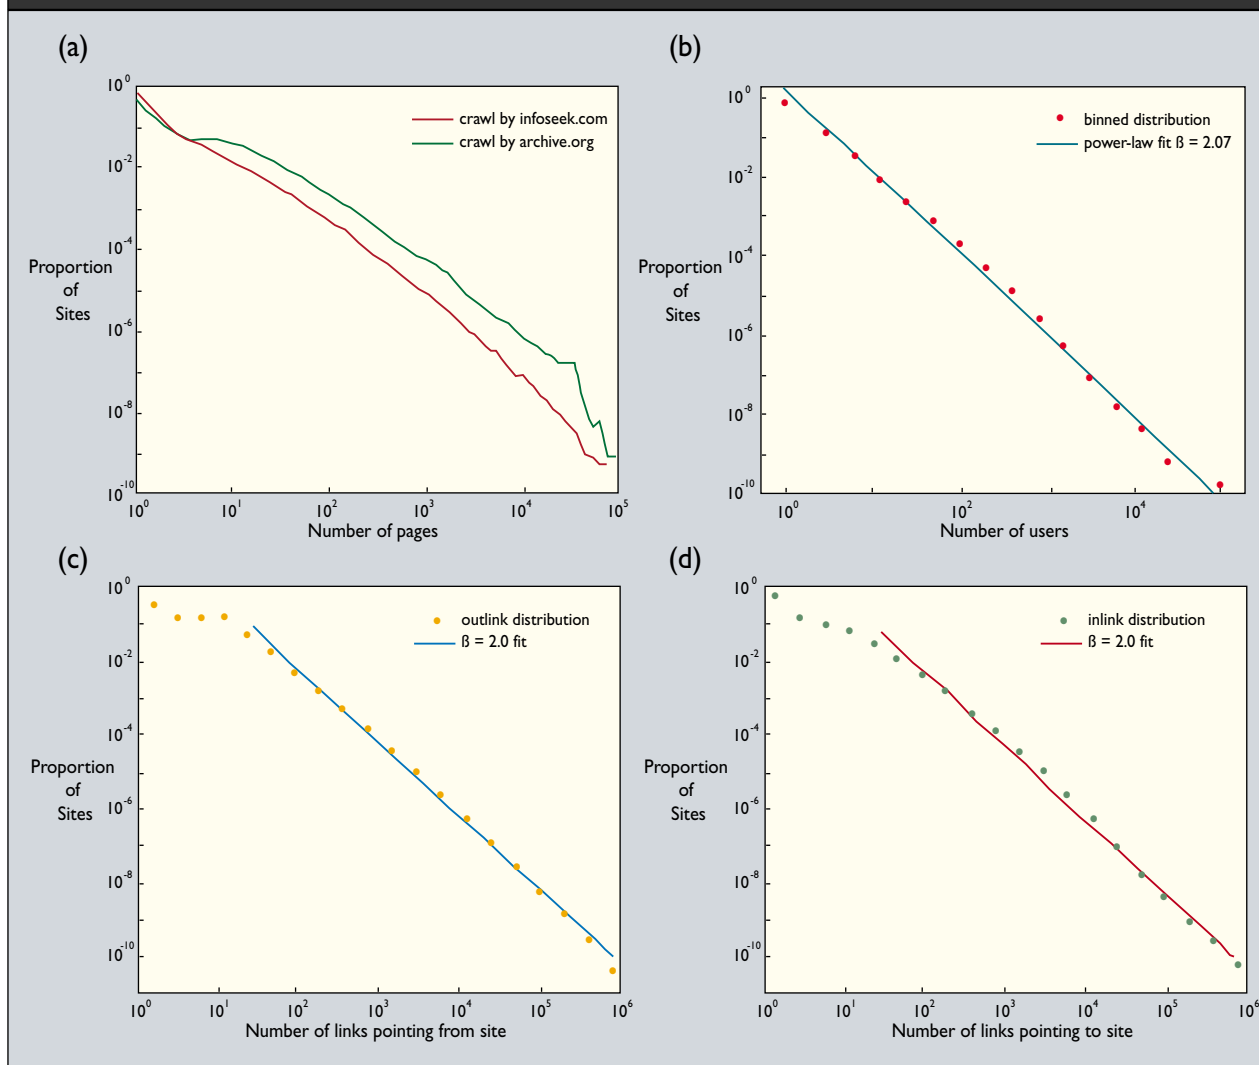 (a)
10^0
10^-2
10^-4
10^-6
10^-8
10^-10
Proportion
of
Sites
crawl by infoseek.com
crawl by archive.org
10^0 10^1 10^2 10^3 10^4 10^5
Number of pages
(b)
10^0
10^-2
10^-4
10^-6
10^-8
10^-10
Proportion
of
Sites
binned distribution
power-law fit ß = 2.07
10^0 10^2 10^3 10^4
Number of users
(c)
10^0
10^-2
10^-4
10^-6
10^-8
10^-10
Proportion
of
Sites
outlink distribution
ß = 2.0 fit
10^0 10^1 10^2 10^3 10^4 10^5 10^6
Number of links pointing from site
(d)
10^0
10^-2
10^-4
10^-6
10^-8
10^-10
Proportion
of
Sites
inlink distribution
ß = 2.0 fit
10^0 10^1 10^2 10^3 10^4 10^5 10^6
Number of links pointing to site